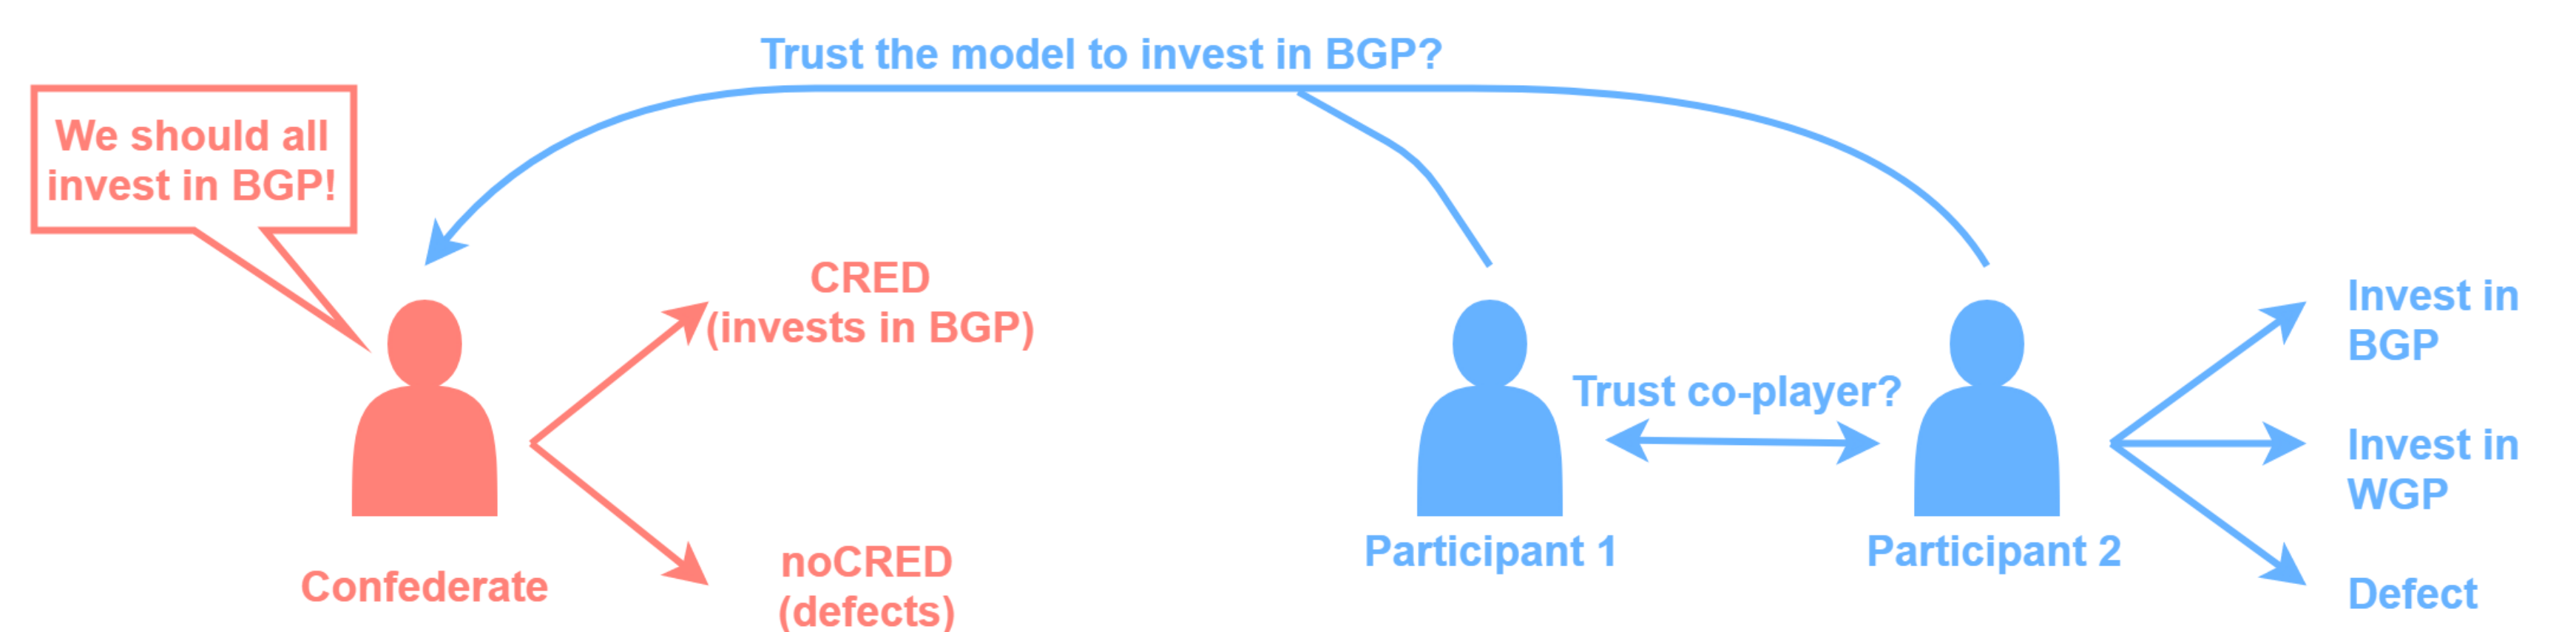 Trust the model to invest in BGP?
We should all
invest in BGP!
CRED
(invests in BGP)
noCRED
(defects)
Confederate
Trust co-player?
Participant 1
Participant 2
Invest in
BGP
Invest in
WGP
Defect